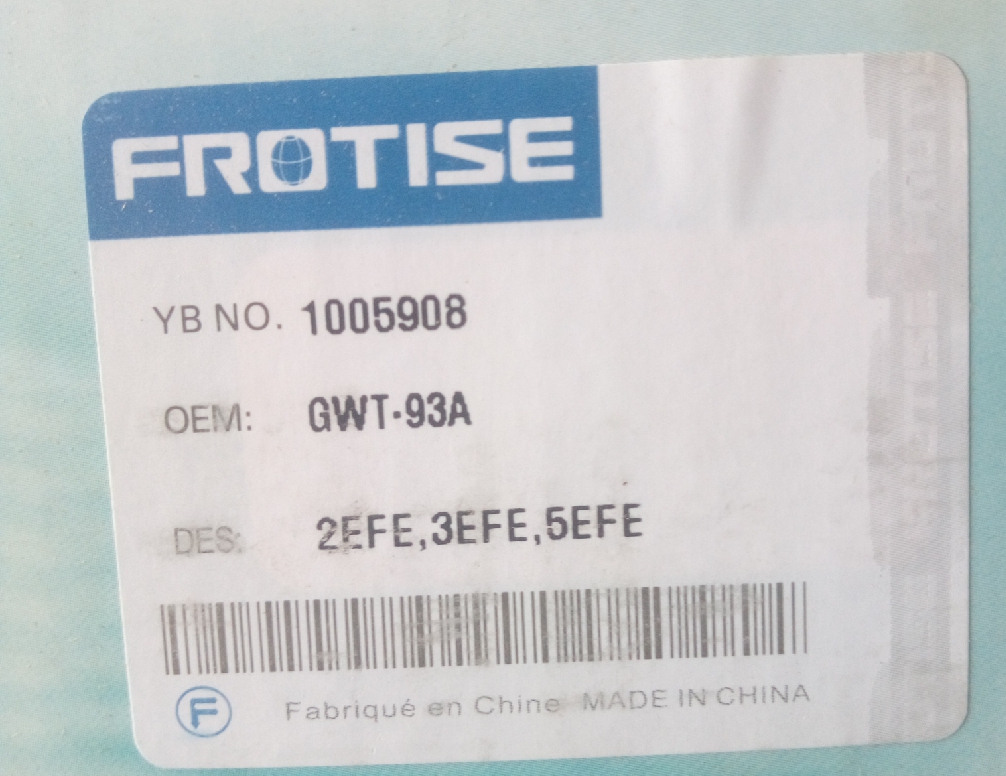 FROTISE
YB NO. 1005908
OEM: GWT-93A
DES: 2EFE,3EFE,5EFE
F Fabriqué en Chine MADE IN CHINA